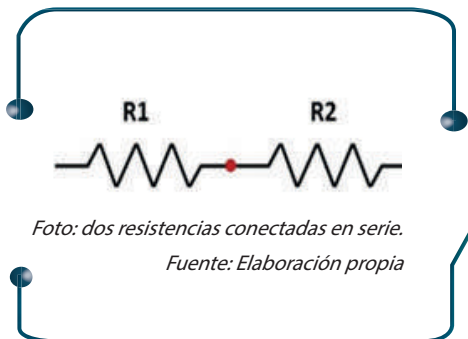 R1 R2
Foto: dos resistencias conectadas en serie.
Fuente: Elaboración propia